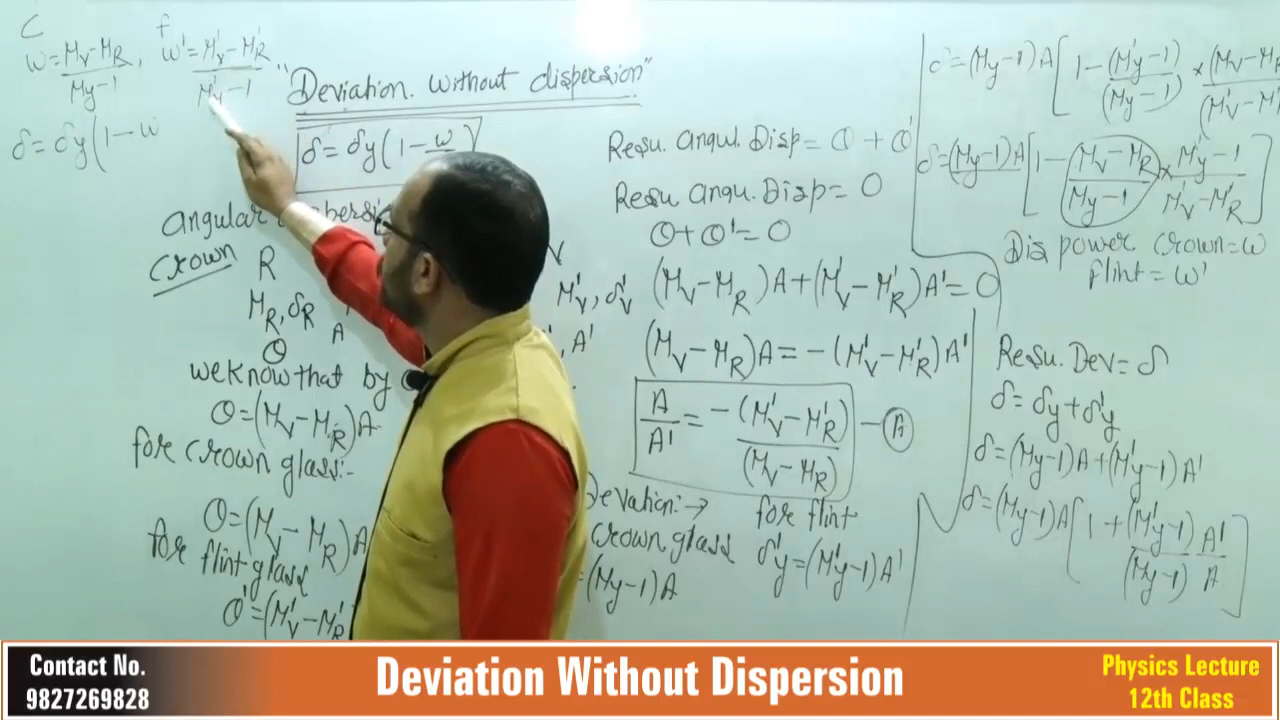 C f
ω = μV − μR / μy − 1 , ω' = μ'V − μ'R / μ'y − 1
δ = δy ( 1 − ω
"Deviation without dispersion"
δ = δy ( 1 − ω )
angular
crown R V
μR, δR μ'V, δ'V
θ A , A'
we know that by
θ = (μV − μR) A
for crown glass:-
θ = (μV − μR) A
for flint glass
θ' = (μ'V − μ'R)
Resu. Angul. Disp = θ + θ'
Resu Angu. Disp = 0
θ + θ' = 0
(μV − μR) A + (μ'V − μ'R) A' = 0
(μV − μR) A = − (μ'V − μ'R) A'
A / A' = − (μ'V − μ'R) / (μV − μR) — (A)
Devation:→ for flint
crown glass δ'y = (μ'y − 1) A'
= (μy − 1) A
δ = (μy − 1) A [ 1 − (μ'y − 1) / (μy − 1) × (μV − μR / (μ'V − μ'
δ = (μy − 1) A [ 1 − μV − μR / μy − 1 × μ'y − 1 / μ'V − μ'R ]
Dis power crown = ω
flint = ω'
Resu. Dev = δ
δ = δy + δ'y
δ = (μy − 1) A + (μ'y − 1) A'
δ = (μy − 1) A [ 1 + (μ'y − 1) / (μy − 1) A' / A ]
Contact No.
9827269828
Deviation Without Dispersion
Physics Lecture
12th Class